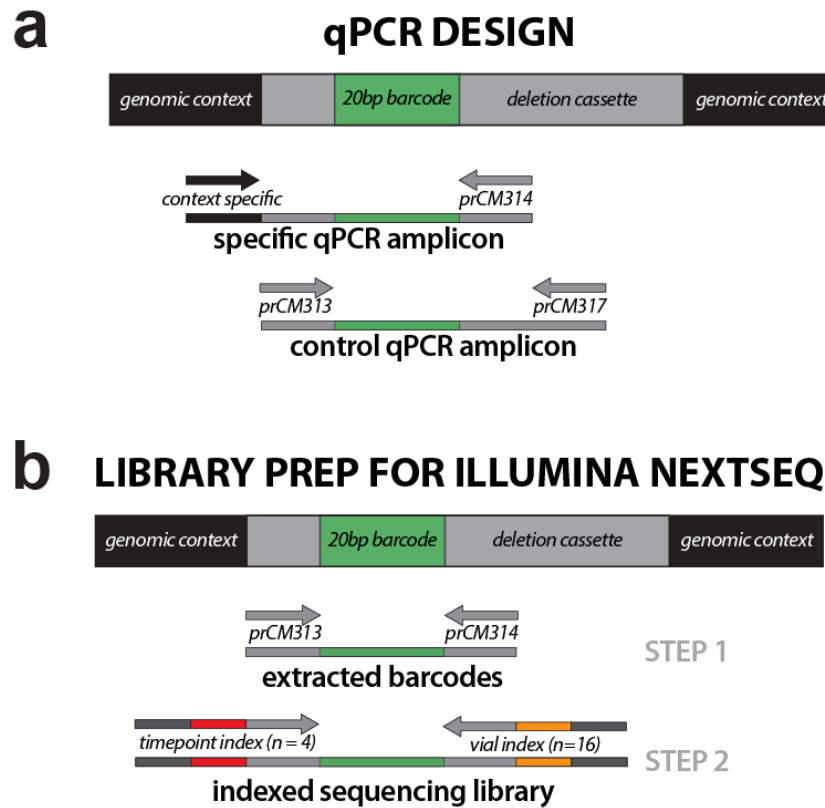 a
qPCR DESIGN
genomic context 20bp barcode deletion cassette genomic context
context specific prCM314
specific qPCR amplicon
prCM313 prCM317
control qPCR amplicon
b
LIBRARY PREP FOR ILLUMINA NEXTSEQ
genomic context 20bp barcode deletion cassette genomic context
prCM313 prCM314
STEP 1
extracted barcodes
timepoint index (n = 4) vial index (n=16)
STEP 2
indexed sequencing library